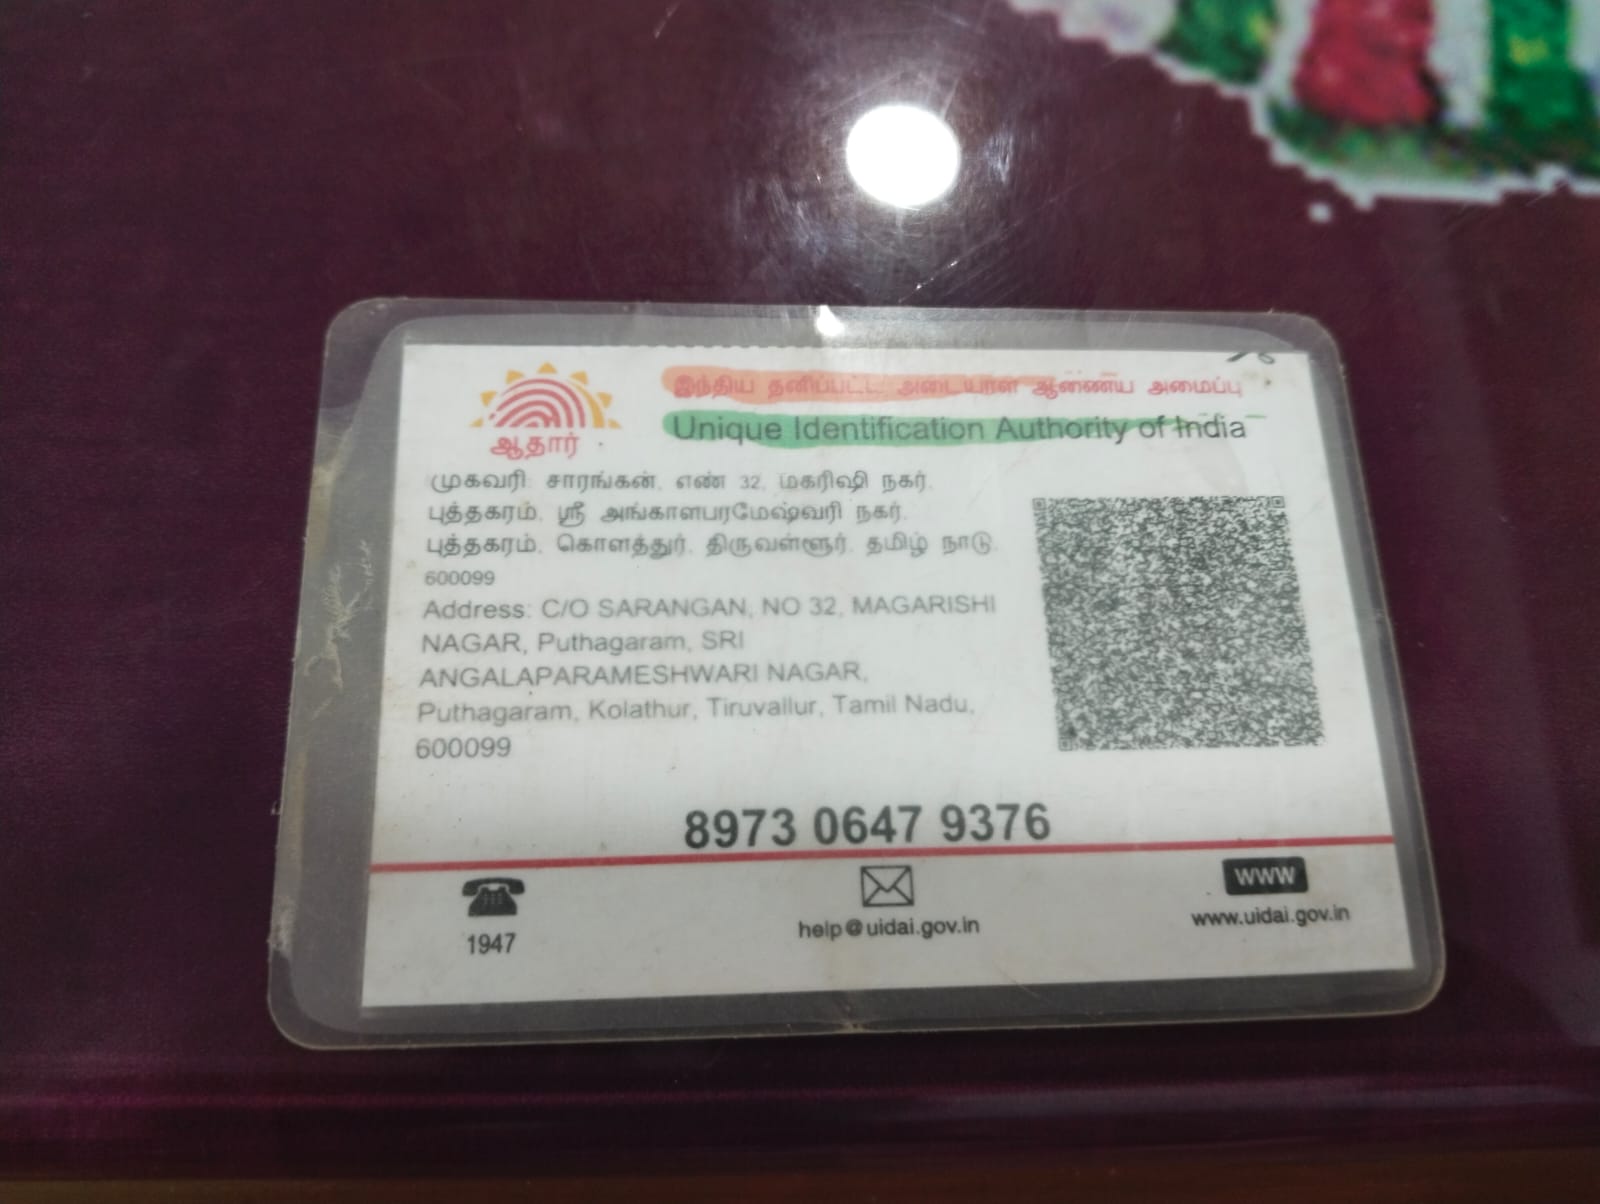 ஆதார்
இந்திய தனிப்பட்ட அடையாள ஆணைய அமைப்பு
Unique Identification Authority of India
முகவரி: சாரங்கன், எண் 32, மகரிஷி நகர்,
புத்தகரம், ஸ்ரீ அங்காளபரமேஷ்வரி நகர்,
புத்தகரம், கொளத்துர், திருவள்ளூர், தமிழ் நாடு,
600099
Address: C/O SARANGAN, NO 32, MAGARISHI
NAGAR, Puthagaram, SRI
ANGALAPARAMESHWARI NAGAR,
Puthagaram, Kolathur, Tiruvallur, Tamil Nadu,
600099
8973 0647 9376
1947
help@uidai.gov.in
www
www.uidai.gov.in